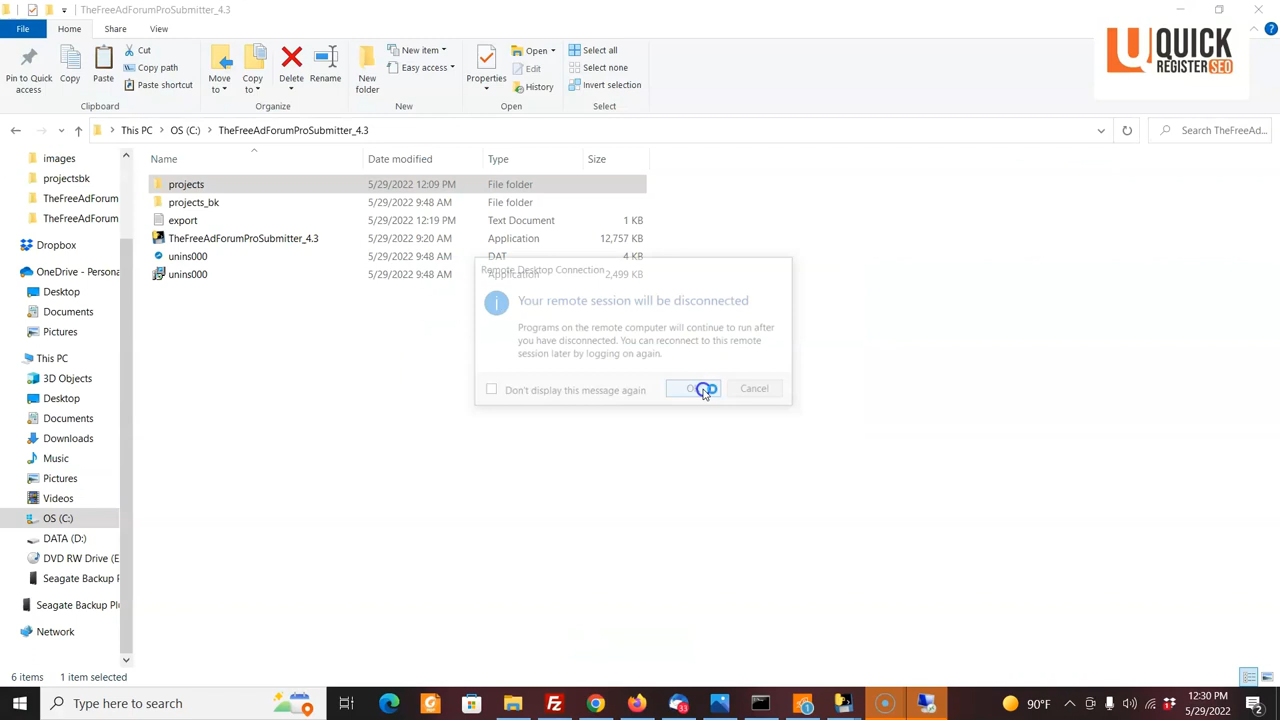 TheFreeAdForumProSubmitter_4.3
File Home Share View
Pin to Quick access
Copy
Paste
Cut
Copy path
Paste shortcut
Clipboard
Move to
Copy to
Delete
Rename
Organize
New folder
New item
Easy access
New
Properties
Open
Edit
History
Open
Select all
Select none
Invert selection
Select
QUICK
REGISTERSEO
This PC OS (C:) TheFreeAdForumProSubmitter_4.3
Search TheFreeAd...
Name Date modified Type Size
projects 5/29/2022 12:09 PM File folder
projects_bk 5/29/2022 9:48 AM File folder
export 5/29/2022 12:19 PM Text Document 1 KB
TheFreeAdForumProSubmitter_4.3 5/29/2022 9:20 AM Application 12,757 KB
unins000 5/29/2022 9:48 AM DAT 4 KB
unins000 5/29/2022 9:48 AM Application 2,499 KB
images
projectsbk
TheFreeAdForum
TheFreeAdForum
Dropbox
OneDrive - Persona
Desktop
Documents
Pictures
This PC
3D Objects
Desktop
Documents
Downloads
Music
Pictures
Videos
OS (C:)
DATA (D:)
DVD RW Drive (E
Seagate Backup P
Seagate Backup Plu
Network
Remote Desktop Connection
Your remote session will be disconnected
Programs on the remote computer will continue to run after
you have disconnected. You can reconnect to this remote
session later by logging on again.
Don't display this message again
Cancel
6 items 1 item selected
Type here to search
90°F
12:30 PM
5/29/2022